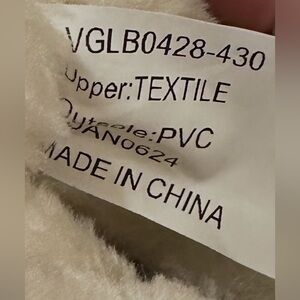 VGLB0428-430
Upper:TEXTILE
Outsole:PVC
JAN0624
MADE IN CHINA